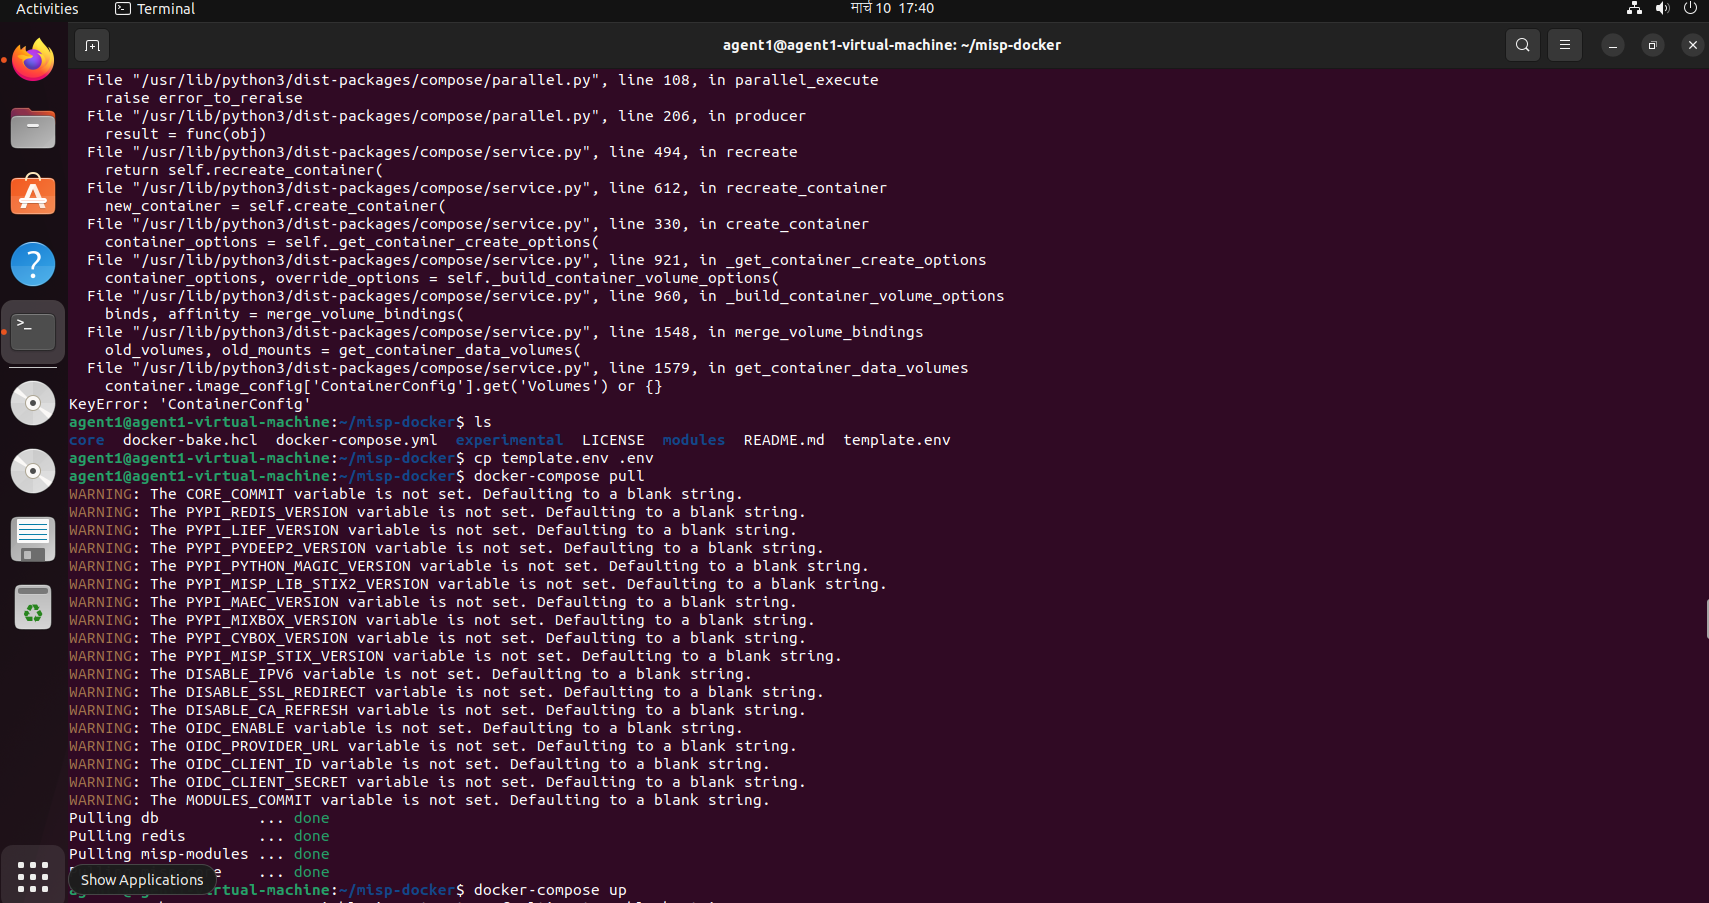 Activities
Terminal
मार्च 10 17:40
agent1@agent1-virtual-machine: ~/misp-docker
File "/usr/lib/python3/dist-packages/compose/parallel.py", line 108, in parallel_execute
raise error_to_reraise
File "/usr/lib/python3/dist-packages/compose/parallel.py", line 206, in producer
result = func(obj)
File "/usr/lib/python3/dist-packages/compose/service.py", line 494, in recreate
return self.recreate_container(
File "/usr/lib/python3/dist-packages/compose/service.py", line 612, in recreate_container
new_container = self.create_container(
File "/usr/lib/python3/dist-packages/compose/service.py", line 330, in create_container
container_options = self._get_container_create_options(
File "/usr/lib/python3/dist-packages/compose/service.py", line 921, in _get_container_create_options
container_options, override_options = self._build_container_volume_options(
File "/usr/lib/python3/dist-packages/compose/service.py", line 960, in _build_container_volume_options
binds, affinity = merge_volume_bindings(
File "/usr/lib/python3/dist-packages/compose/service.py", line 1548, in merge_volume_bindings
old_volumes, old_mounts = get_container_data_volumes(
File "/usr/lib/python3/dist-packages/compose/service.py", line 1579, in get_container_data_volumes
container.image_config['ContainerConfig'].get('Volumes') or {}
KeyError: 'ContainerConfig'
agent1@agent1-virtual-machine:~/misp-docker$ ls
core docker-bake.hcl docker-compose.yml experimental LICENSE modules README.md template.env
agent1@agent1-virtual-machine:~/misp-docker$ cp template.env .env
agent1@agent1-virtual-machine:~/misp-docker$ docker-compose pull
WARNING: The CORE_COMMIT variable is not set. Defaulting to a blank string.
WARNING: The PYPI_REDIS_VERSION variable is not set. Defaulting to a blank string.
WARNING: The PYPI_LIEF_VERSION variable is not set. Defaulting to a blank string.
WARNING: The PYPI_PYDEEP2_VERSION variable is not set. Defaulting to a blank string.
WARNING: The PYPI_PYTHON_MAGIC_VERSION variable is not set. Defaulting to a blank string.
WARNING: The PYPI_MISP_LIB_STIX2_VERSION variable is not set. Defaulting to a blank string.
WARNING: The PYPI_MAEC_VERSION variable is not set. Defaulting to a blank string.
WARNING: The PYPI_MIXBOX_VERSION variable is not set. Defaulting to a blank string.
WARNING: The PYPI_CYBOX_VERSION variable is not set. Defaulting to a blank string.
WARNING: The PYPI_MISP_STIX_VERSION variable is not set. Defaulting to a blank string.
WARNING: The DISABLE_IPV6 variable is not set. Defaulting to a blank string.
WARNING: The DISABLE_SSL_REDIRECT variable is not set. Defaulting to a blank string.
WARNING: The DISABLE_CA_REFRESH variable is not set. Defaulting to a blank string.
WARNING: The OIDC_ENABLE variable is not set. Defaulting to a blank string.
WARNING: The OIDC_PROVIDER_URL variable is not set. Defaulting to a blank string.
WARNING: The OIDC_CLIENT_ID variable is not set. Defaulting to a blank string.
WARNING: The OIDC_CLIENT_SECRET variable is not set. Defaulting to a blank string.
WARNING: The MODULES_COMMIT variable is not set. Defaulting to a blank string.
Pulling db ... done
Pulling redis ... done
Pulling misp-modules ... done
... done
Show Applications
rtual-machine:~/misp-docker$ docker-compose up